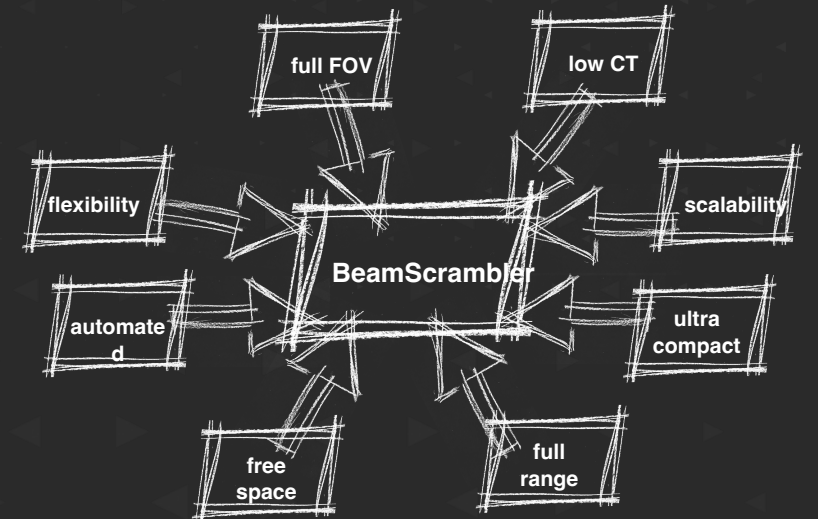 full FOV
low CT
flexibility
scalability
BeamScrambler
automate
d
ultra
compact
free
space
full
range